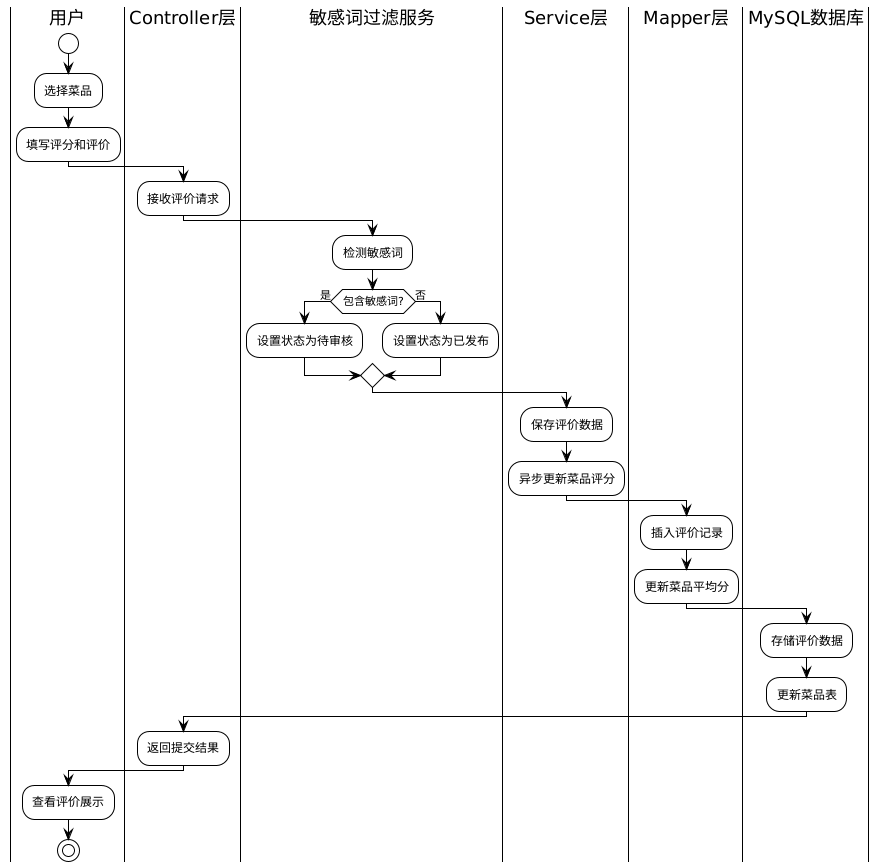 用户
Controller层
敏感词过滤服务
Service层
Mapper层
MySQL数据库
选择菜品
填写评分和评价
接收评价请求
检测敏感词
是
包含敏感词?
否
设置状态为待审核
设置状态为已发布
保存评价数据
异步更新菜品评分
插入评价记录
更新菜品平均分
存储评价数据
更新菜品表
返回提交结果
查看评价展示